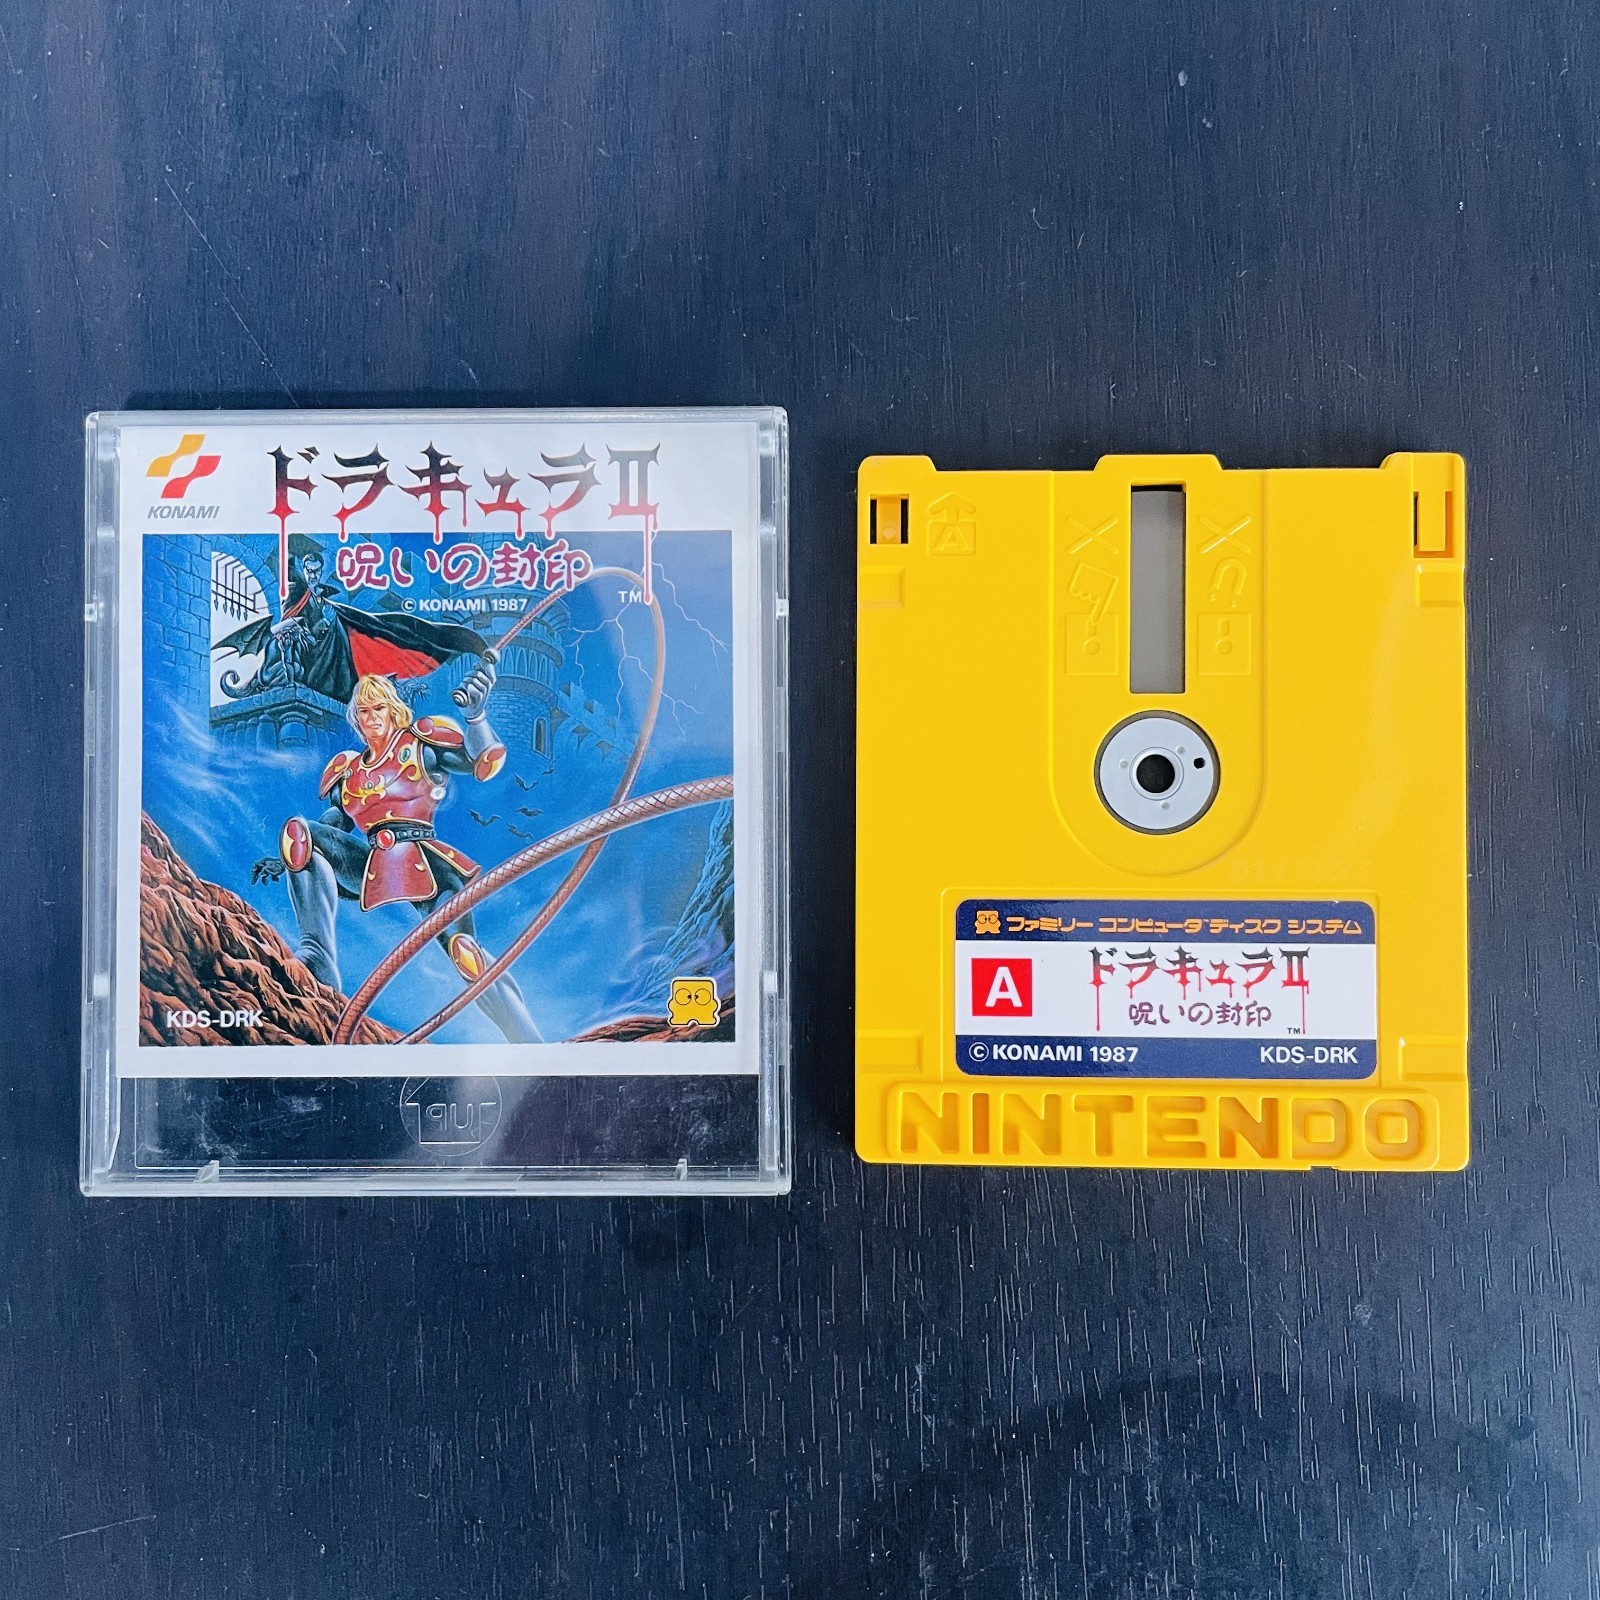 KONAMI
ドラキュラⅡ
呪いの封印
© KONAMI 1987
TM
KDS-DRK
A
ファミリー コンピュータ ディスク システム
A
ドラキュラⅡ
呪いの封印
TM
© KONAMI 1987
KDS-DRK
NINTENDO